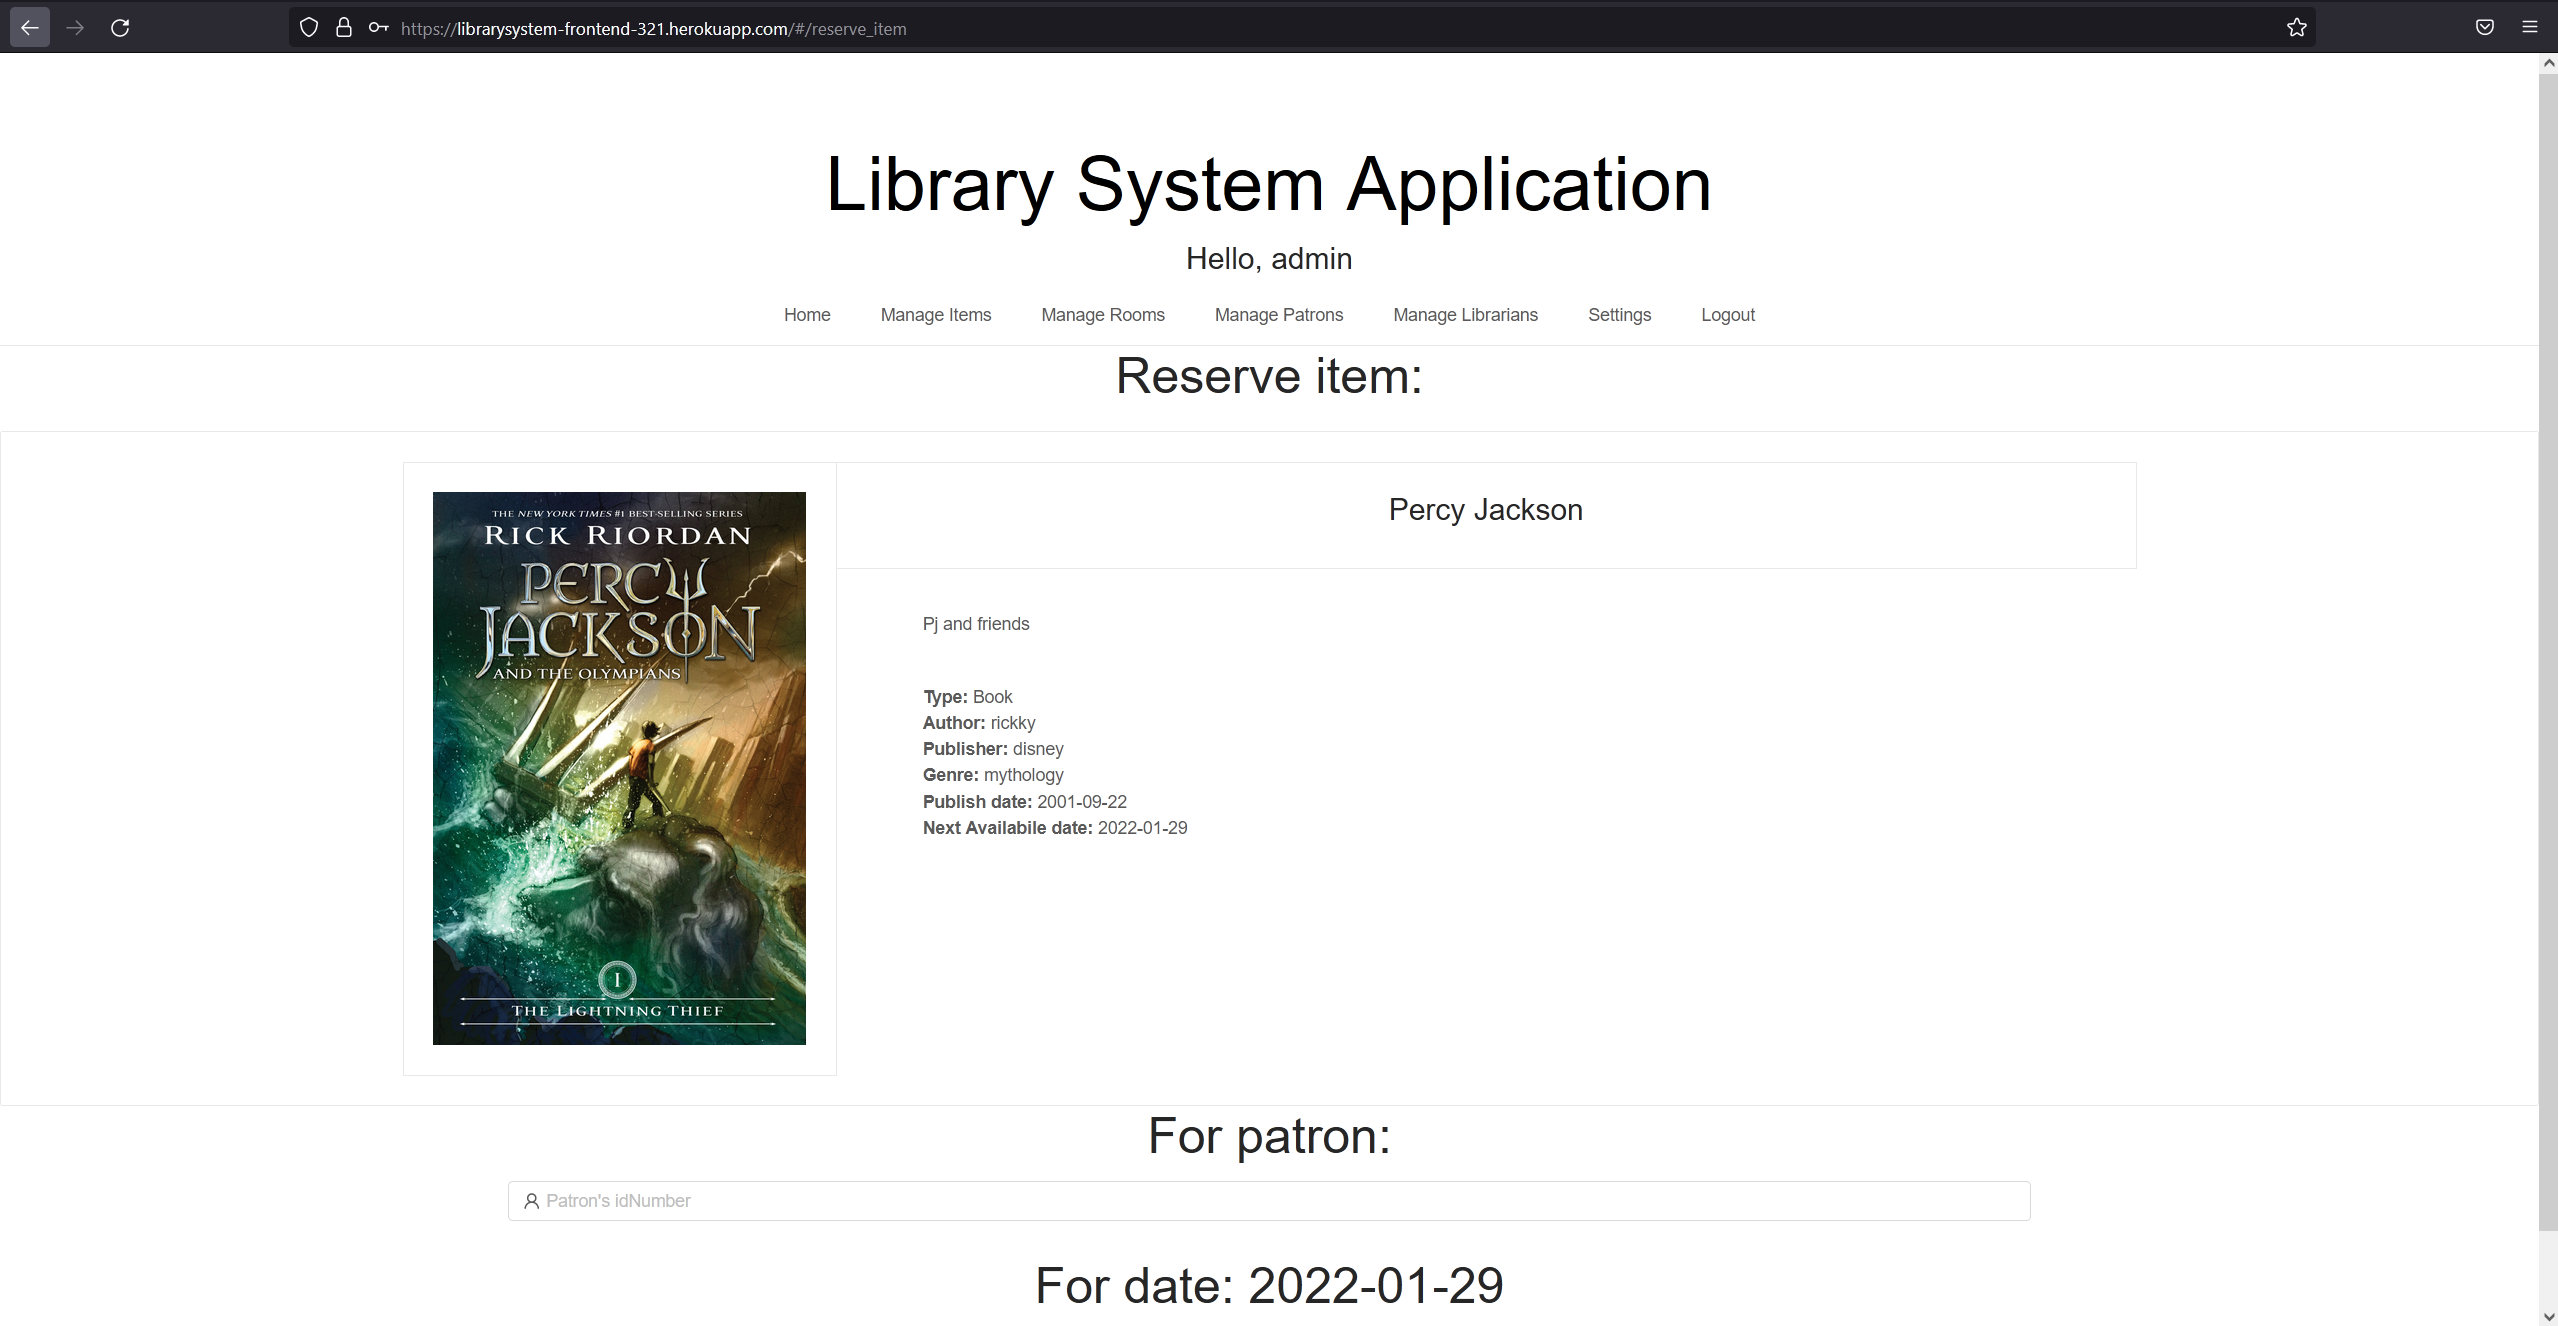 https://librarysystem-frontend-321.herokuapp.com/#/reserve_item
Library System Application
Hello, admin
Home Manage Items Manage Rooms Manage Patrons Manage Librarians Settings Logout
Reserve item:
THE NEW YORK TIMES #1 BEST-SELLING SERIES
RICK RIORDAN
PERCY
JACKSON
AND THE OLYMPIANS
I
THE LIGHTNING THIEF
Percy Jackson
Pj and friends
Type: Book
Author: rickky
Publisher: disney
Genre: mythology
Publish date: 2001-09-22
Next Availabile date: 2022-01-29
For patron:
Patron's idNumber
For date: 2022-01-29